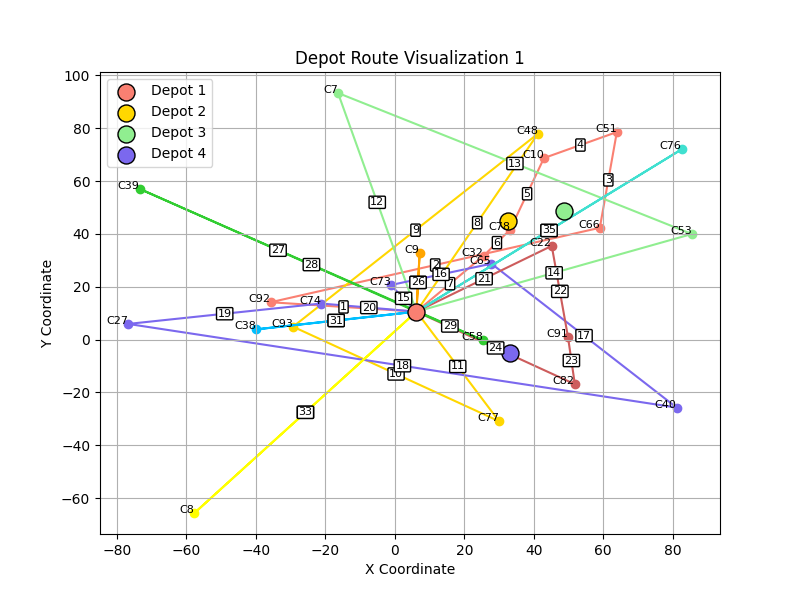 Depot Route Visualization 1
Depot 1
Depot 2
Depot 3
Depot 4
Y Coordinate
X Coordinate
100
80
60
40
20
0
−20
−40
−60
−80
−60
−40
−20
0
20
40
60
80
C7
C48
C51
C10
4
C76
13
C39
3
12
5
C78
8
9
C66
35
C53
6
C22
27
C9
C32
28
2
C65
14
16
21
26
7
C73
22
15
C92
C74
1
20
19
C27
31
C93
C38
29
C58
24
C91
17
23
11
18
10
C82
C40
C77
33
C8